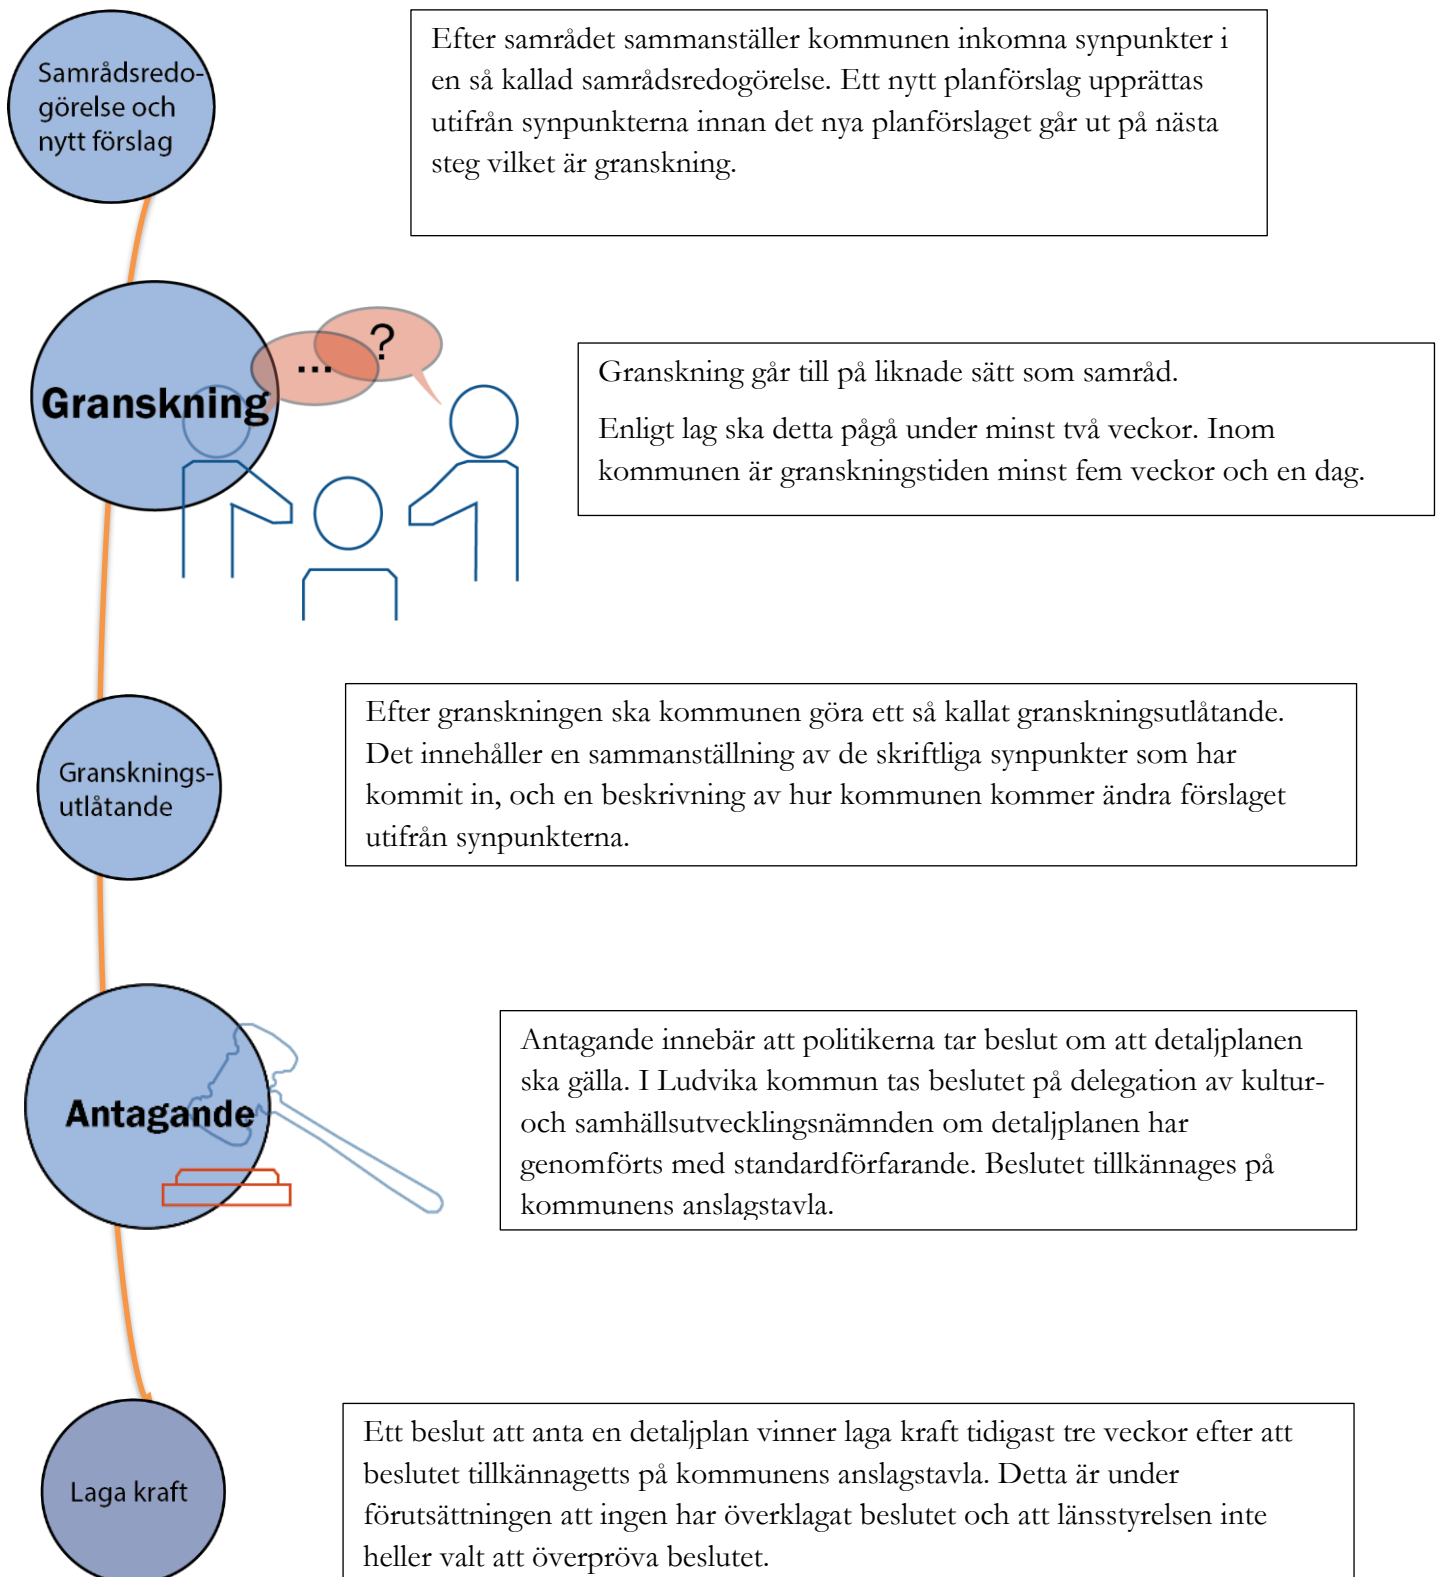 Samrådsredo-
görelse och
nytt förslag
Efter samrådet sammanställer kommunen inkomna synpunkter i
en så kallad samrådsredogörelse. Ett nytt planförslag upprättas
utifrån synpunkterna innan det nya planförslaget går ut på nästa
steg vilket är granskning.
Granskning
...
?
Granskning går till på liknade sätt som samråd.
Enligt lag ska detta pågå under minst två veckor. Inom
kommunen är granskningstiden minst fem veckor och en dag.
Gransknings-
utlåtande
Efter granskningen ska kommunen göra ett så kallat granskningsutlåtande.
Det innehåller en sammanställning av de skriftliga synpunkter som har
kommit in, och en beskrivning av hur kommunen kommer ändra förslaget
utifrån synpunkterna.
Antagande
Antagande innebär att politikerna tar beslut om att detaljplanen
ska gälla. I Ludvika kommun tas beslutet på delegation av kultur-
och samhällsutvecklingsnämnden om detaljplanen har
genomförts med standardförfarande. Beslutet tillkännages på
kommunens anslagstavla.
Laga kraft
Ett beslut att anta en detaljplan vinner laga kraft tidigast tre veckor efter att
beslutet tillkännagetts på kommunens anslagstavla. Detta är under
förutsättningen att ingen har överklagat beslutet och att länsstyrelsen inte
heller valt att överpröva beslutet.